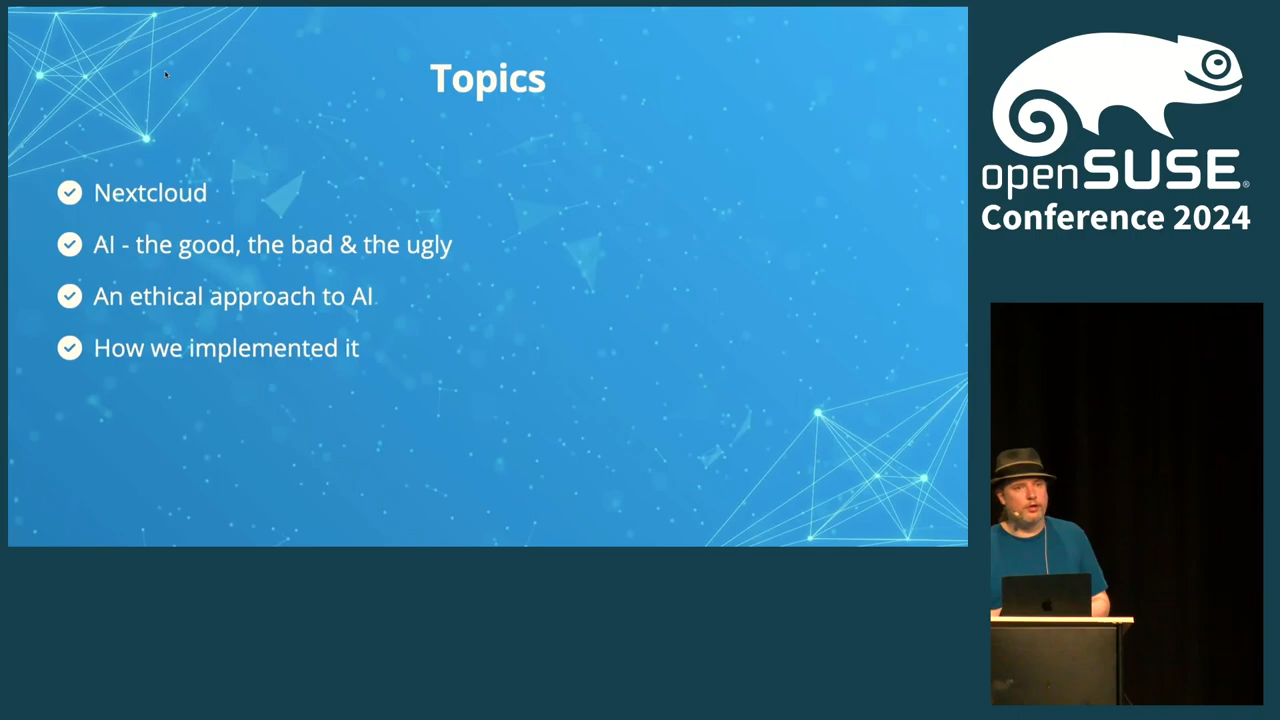 Topics
Nextcloud
AI - the good, the bad & the ugly
An ethical approach to AI
How we implemented it
openSUSE®
Conference 2024